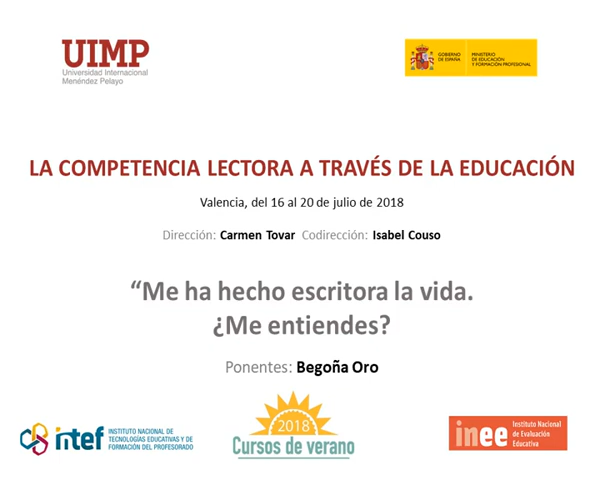 UIMP
Universidad Internacional
Menéndez Pelayo
GOBIERNO
DE ESPAÑA
MINISTERIO
DE EDUCACIÓN
Y FORMACIÓN PROFESIONAL
LA COMPETENCIA LECTORA A TRAVÉS DE LA EDUCACIÓN
Valencia, del 16 al 20 de julio de 2018
Dirección: Carmen Tovar Codirección: Isabel Couso
“Me ha hecho escritora la vida.
¿Me entiendes?
Ponentes: Begoña Oro
intef
INSTITUTO NACIONAL DE
TECNOLOGÍAS EDUCATIVAS Y DE
FORMACIÓN DEL PROFESORADO
2018
Cursos de verano
inee
Instituto Nacional
de Evaluación
Educativa